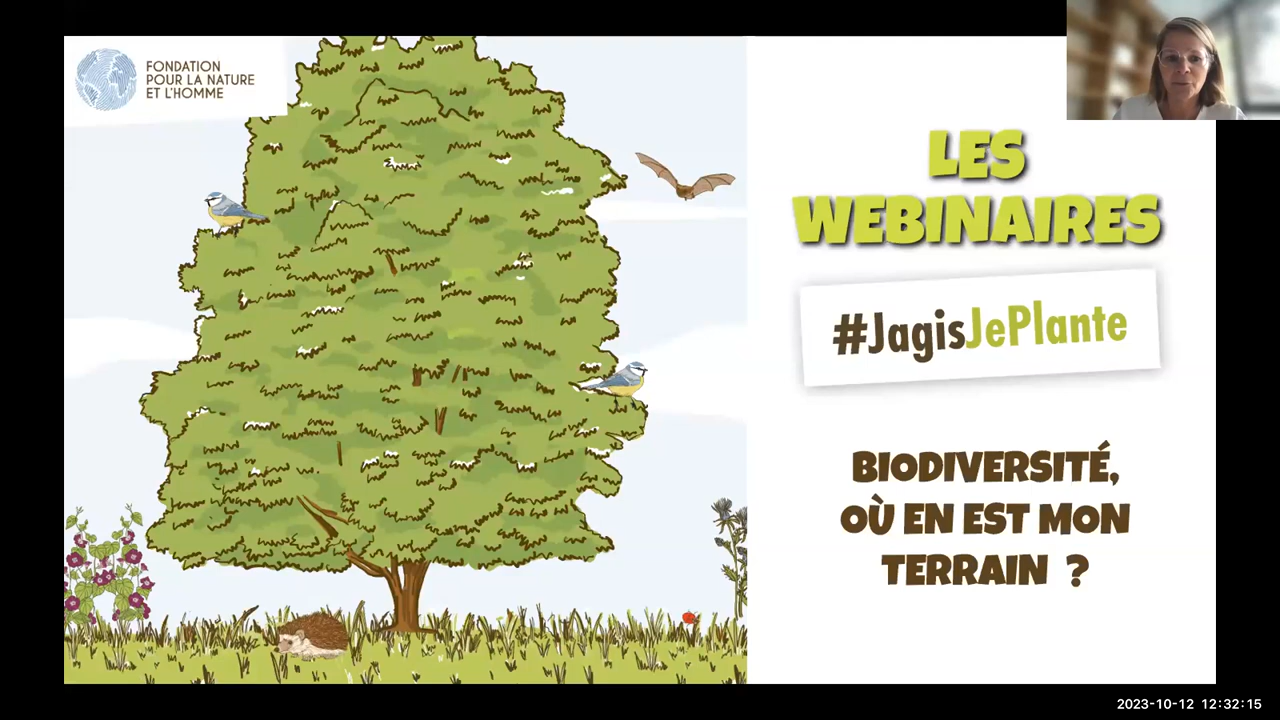 FONDATION
POUR LA NATURE
ET L'HOMME
LES
WEBINAIRES
#JagisJePlante
BIODIVERSITÉ,
OÙ EN EST MON
TERRAIN ?
2023-10-12 12:32:15